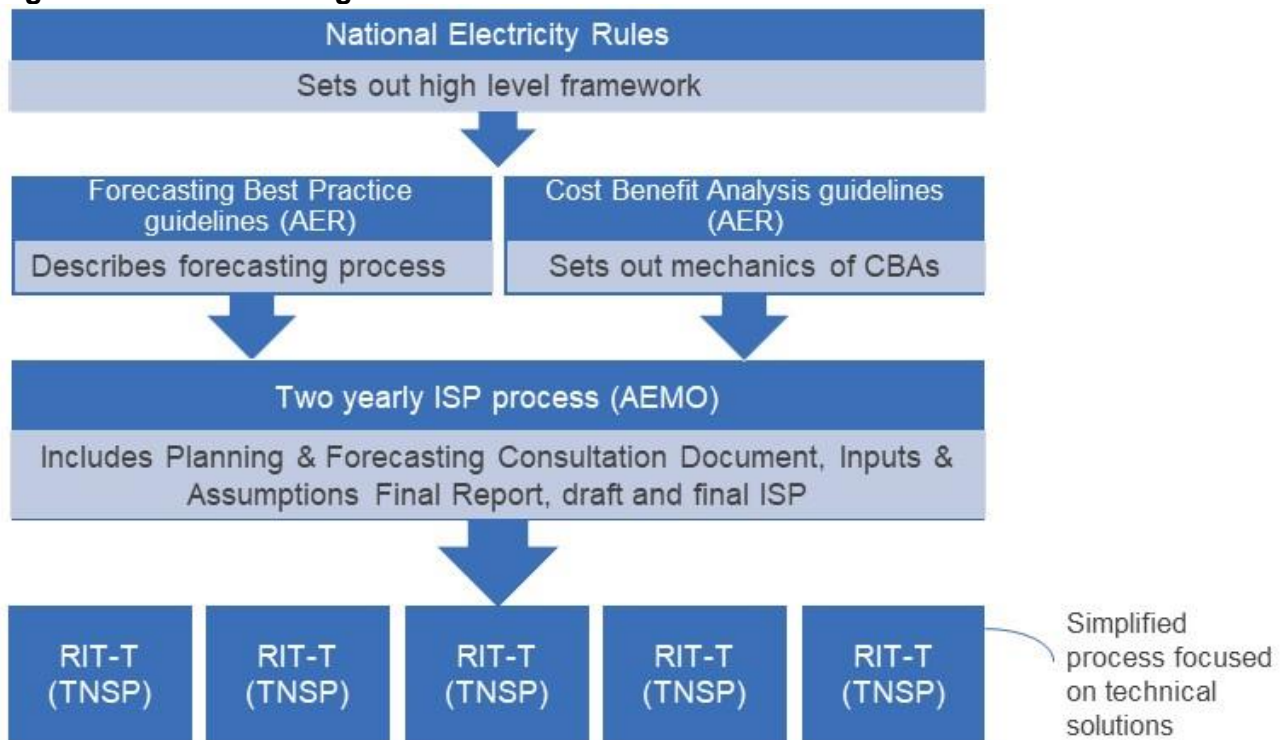 National Electricity Rules
Sets out high level framework
Forecasting Best Practice
guidelines (AER)
Describes forecasting process
Cost Benefit Analysis guidelines
(AER)
Sets out mechanics of CBAs
Two yearly ISP process (AEMO)
Includes Planning & Forecasting Consultation Document, Inputs &
Assumptions Final Report, draft and final ISP
RIT-T
(TNSP)
RIT-T
(TNSP)
RIT-T
(TNSP)
RIT-T
(TNSP)
RIT-T
(TNSP)
Simplified
process focused
on technical
solutions